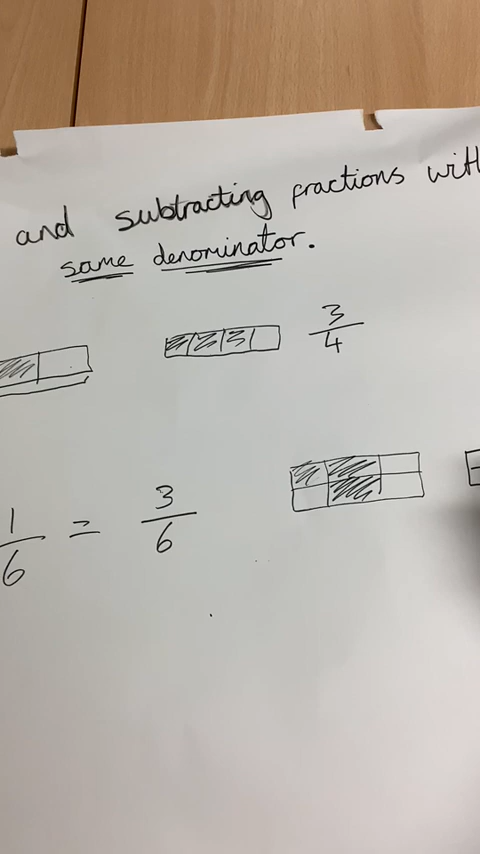 and subtracting fractions with
same denominator.
3/4
1/6 = 3/6